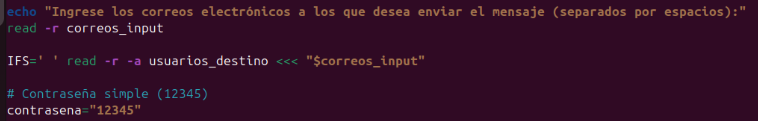 echo "Ingrese los correos electrónicos a los que desea enviar el mensaje (separados por espacios):"
read -r correos_input
IFS=' ' read -r -a usuarios_destino <<< "$correos_input"
# Contraseña simple (12345)
contrasena="12345"